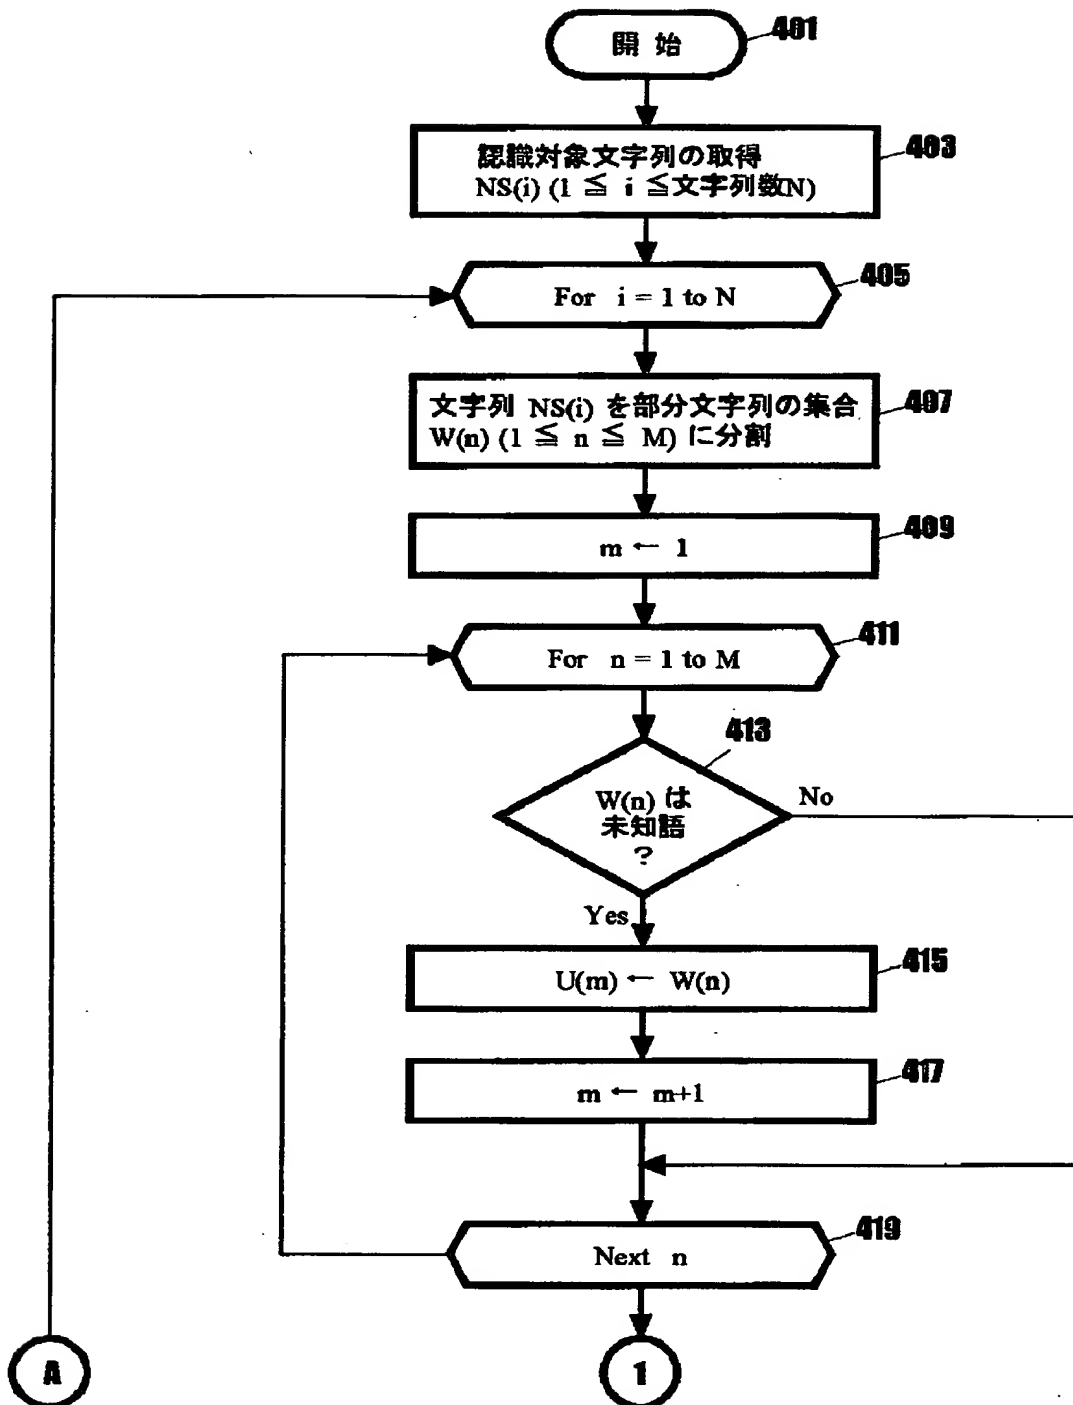 開 始
401
認識対象文字列の取得
NS(i) (1 ≦ i ≦文字列数N)
403
For i = 1 to N
405
文字列 NS(i) を部分文字列の集合
W(n) (1 ≦ n ≦ M) に分割
407
m ← 1
409
For n = 1 to M
411
413
W(n) は
未知語
?
No
Yes
U(m) ← W(n)
415
m ← m+1
417
Next n
419
A
1